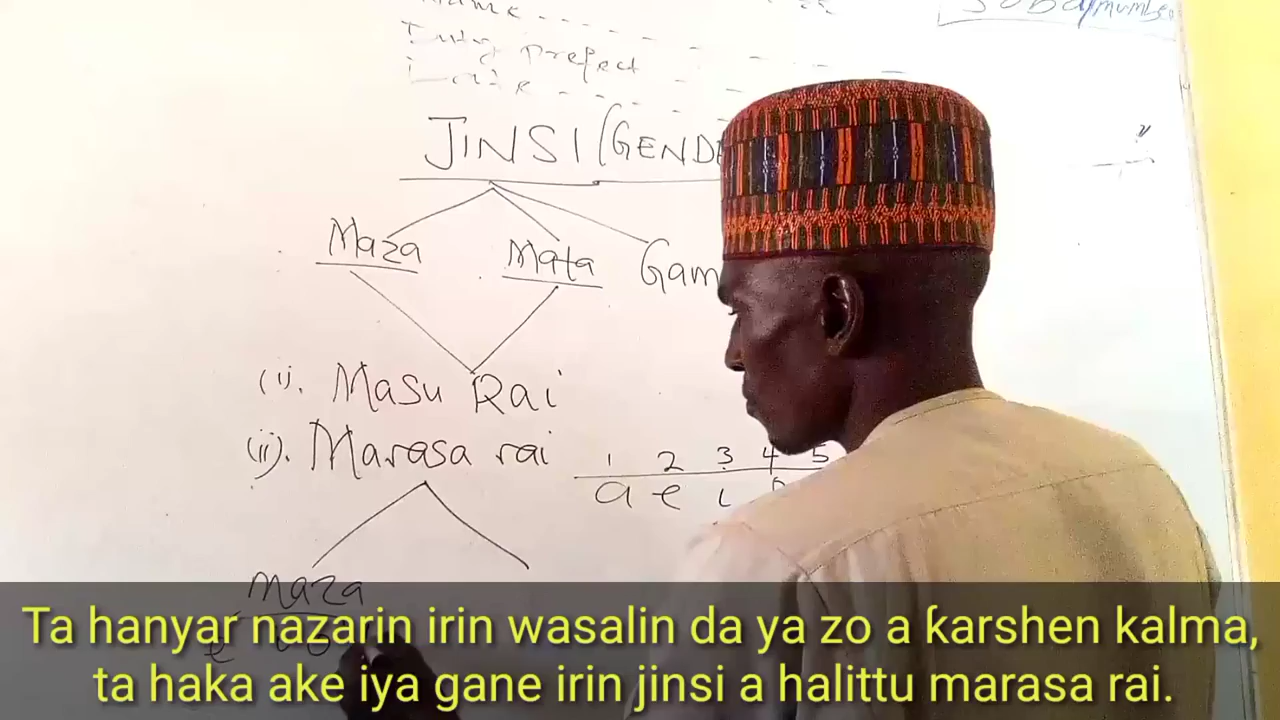 Duty prefect
JINSI (GENDE
Maza Mata Gam
(i). Masu Rai
(ii). Marasa rai
1 2 3 4 5
a e i
Maza
e
Ta hanyar nazarin irin wasalin da ya zo a ƙarshen kalma,
ta haka ake iya gane irin jinsi a halittu marasa rai.